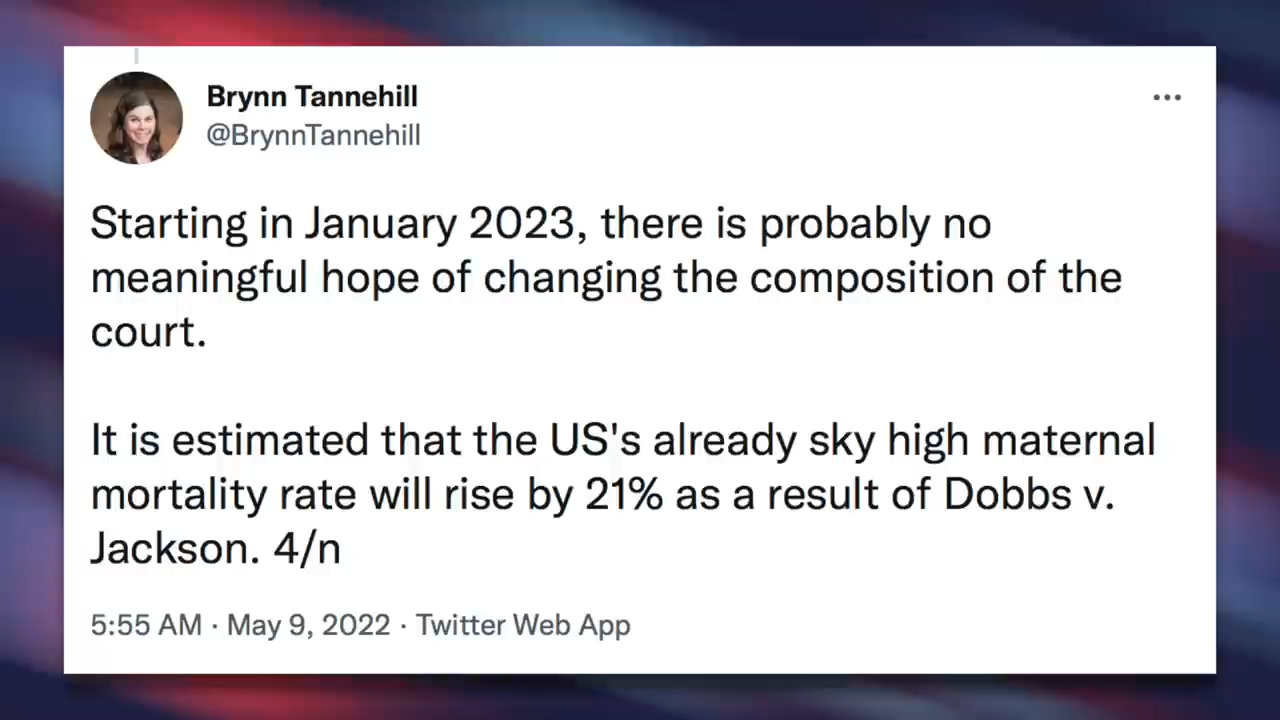 Brynn Tannehill
@BrynnTannehill
Starting in January 2023, there is probably no
meaningful hope of changing the composition of the
court.
It is estimated that the US's already sky high maternal
mortality rate will rise by 21% as a result of Dobbs v.
Jackson. 4/n
5:55 AM · May 9, 2022 · Twitter Web App